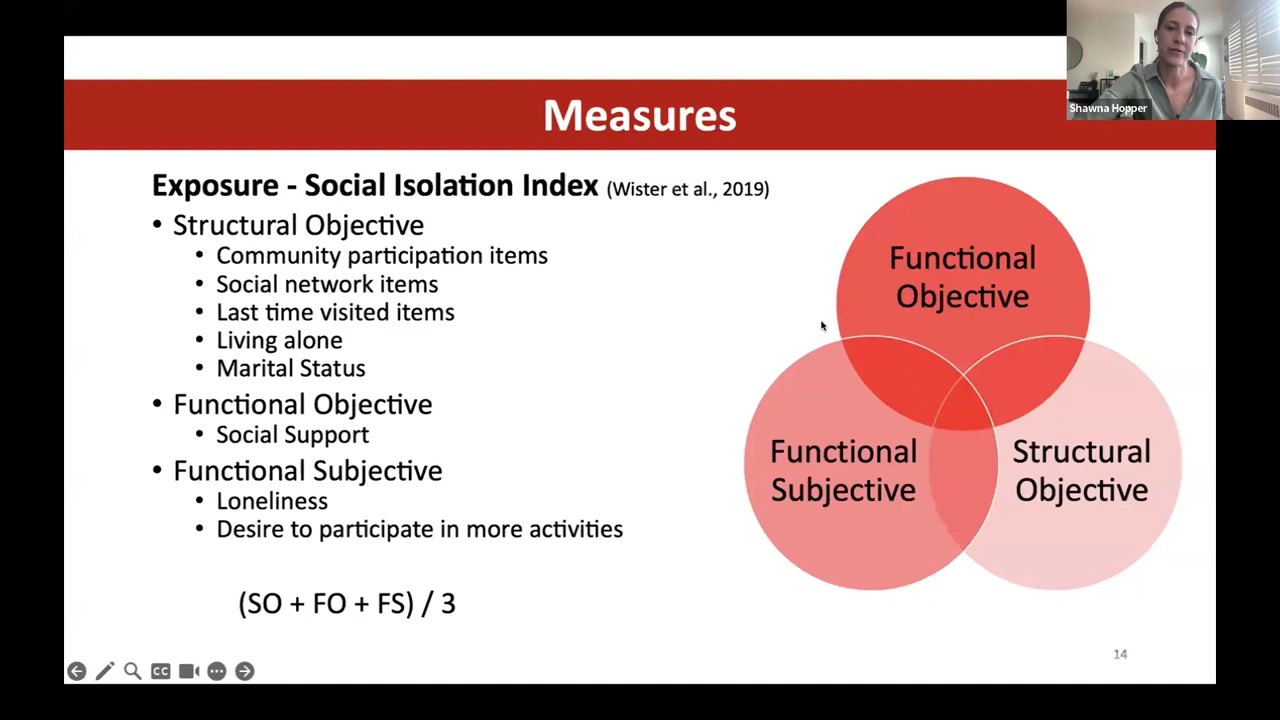 Shawna Hopper
Measures
Exposure - Social Isolation Index (Wister et al., 2019)
• Structural Objective
• Community participation items
• Social network items
• Last time visited items
• Living alone
• Marital Status
• Functional Objective
• Social Support
• Functional Subjective
• Loneliness
• Desire to participate in more activities
(SO + FO + FS) / 3
Functional
Objective
Functional
Subjective
Structural
Objective
14
CC